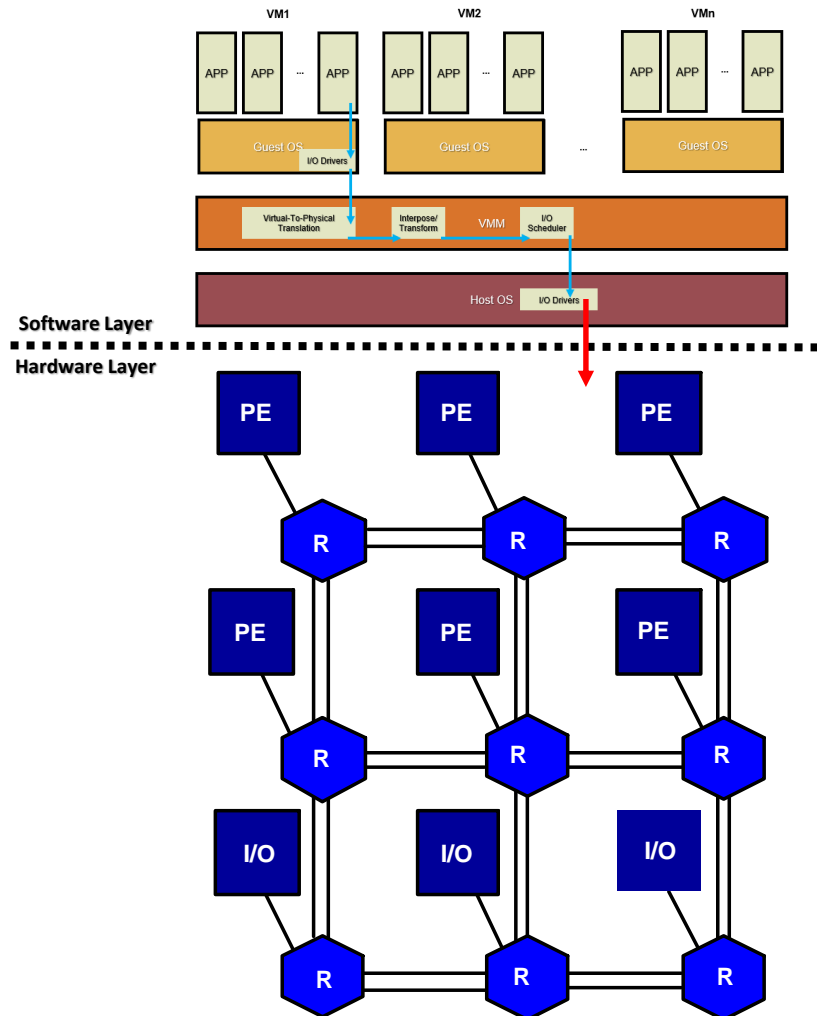 VM1 VM2 VMn
APP APP ... APP APP APP ... APP APP APP ... APP
Guest OS Guest OS ... Guest OS
I/O Drivers
Virtual-To-Physical
Translation
Interpose/
Transform
VMM
I/O
Scheduler
Host OS
I/O Drivers
Software Layer
Hardware Layer
PE PE PE
R R R
PE PE PE
R R R
I/O I/O I/O
R R R